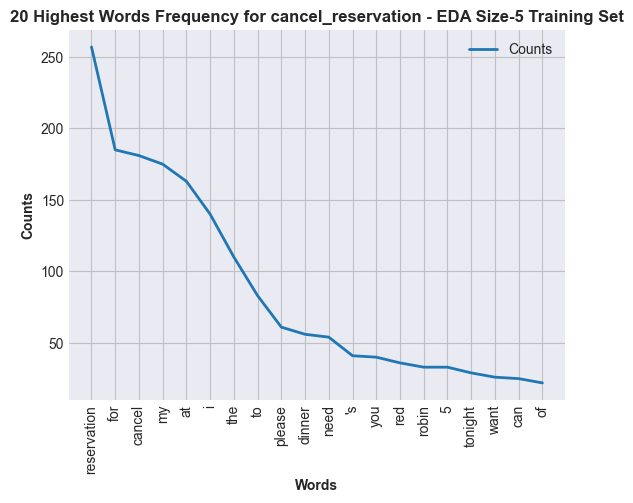 20 Highest Words Frequency for cancel_reservation - EDA Size-5 Training Set
Counts
250
200
150
100
50
Counts
reservation
for
cancel
my
at
i
the
to
please
dinner
need
's
you
red
robin
5
tonight
want
can
of
Words